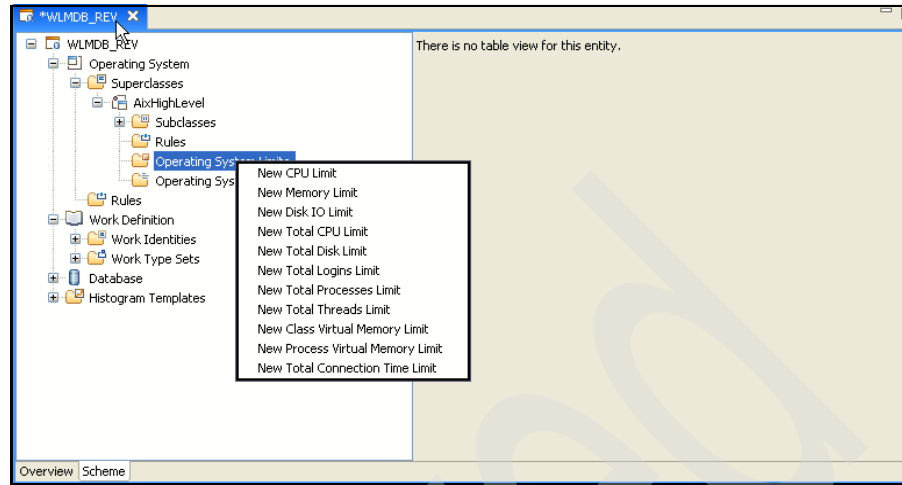 *WLMDB_REV
WLMDB_REV
Operating System
Superclasses
AixHighLevel
Subclasses
Rules
Operating System Limits
Operating Sys
Rules
Work Definition
Work Identities
Work Type Sets
Database
Histogram Templates
New CPU Limit
New Memory Limit
New Disk IO Limit
New Total CPU Limit
New Total Disk Limit
New Total Logins Limit
New Total Processes Limit
New Total Threads Limit
New Class Virtual Memory Limit
New Process Virtual Memory Limit
New Total Connection Time Limit
There is no table view for this entity.
Overview Scheme